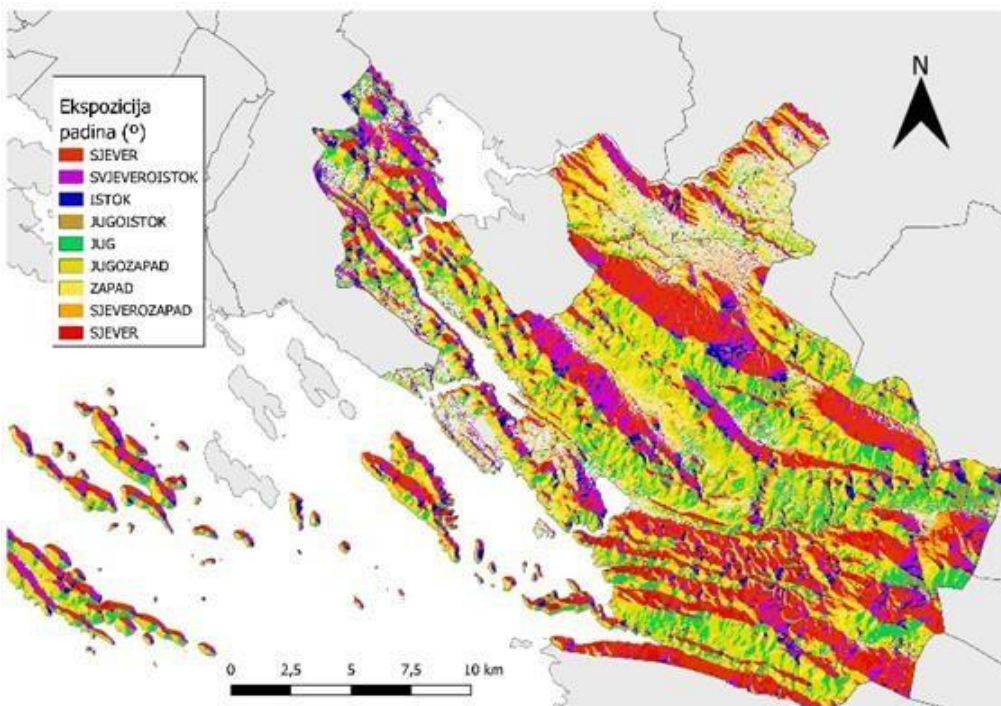 Ekspozicija
padina (º)
SJEVER
SVJEVEROISTOK
ISTOK
JUGOISTOK
JUG
JUGOZAPAD
ZAPAD
SJEVEROZAPAD
SJEVER
N
0 2,5 5 7,5 10 km